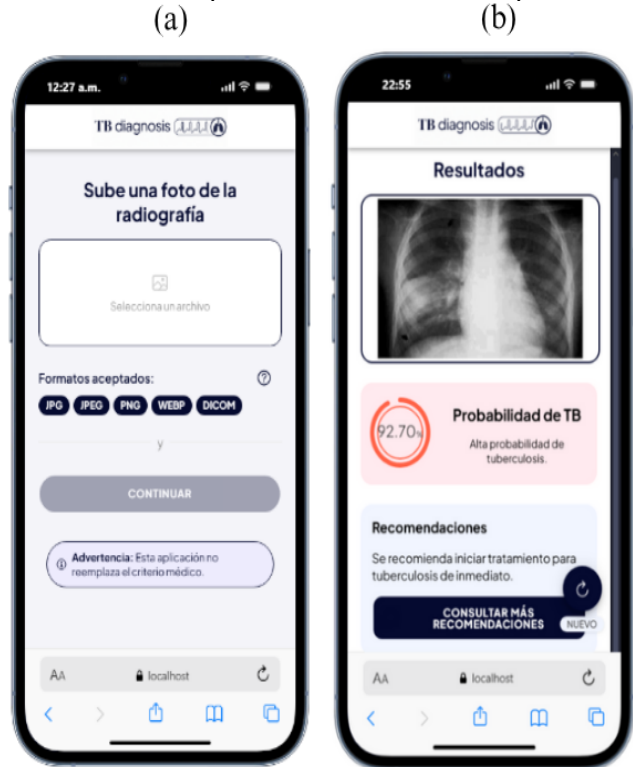 (a)
12:27 a.m.
TB diagnosis
Sube una foto de la
radiografía
Selecciona un archivo
Formatos aceptados:
JPG JPEG PNG WEBP DICOM
y
CONTINUAR
Advertencia: Esta aplicación no
reemplaza el criterio médico.
AA localhost
(b)
22:55
TB diagnosis
Resultados
92.70%
Probabilidad de TB
Alta probabilidad de
tuberculosis.
Recomendaciones
Se recomienda iniciar tratamiento para
tuberculosis de inmediato.
CONSULTAR MÁS
RECOMENDACIONES
NUEVO
AA localhost